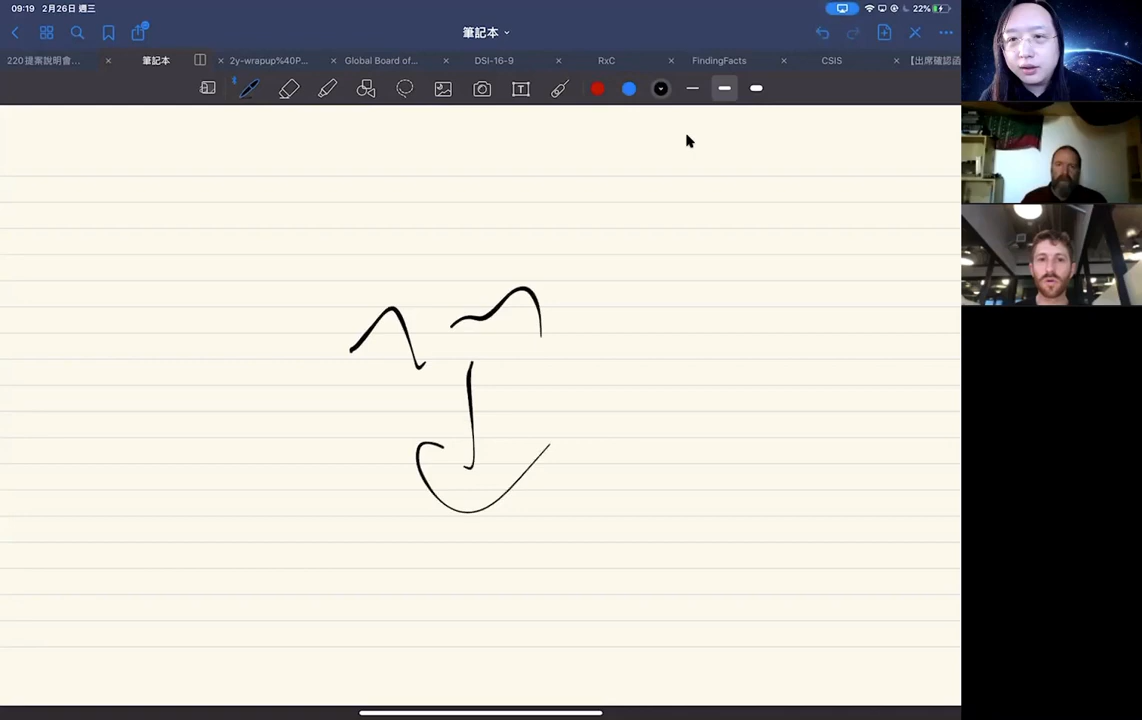 09:19 2月26日 週三
22%
筆記本
220提案說明會...
筆記本
2y-wrapup%40P...
Global Board of...
DSI-16-9
RxC
FindingFacts
CSIS
【出席確認函